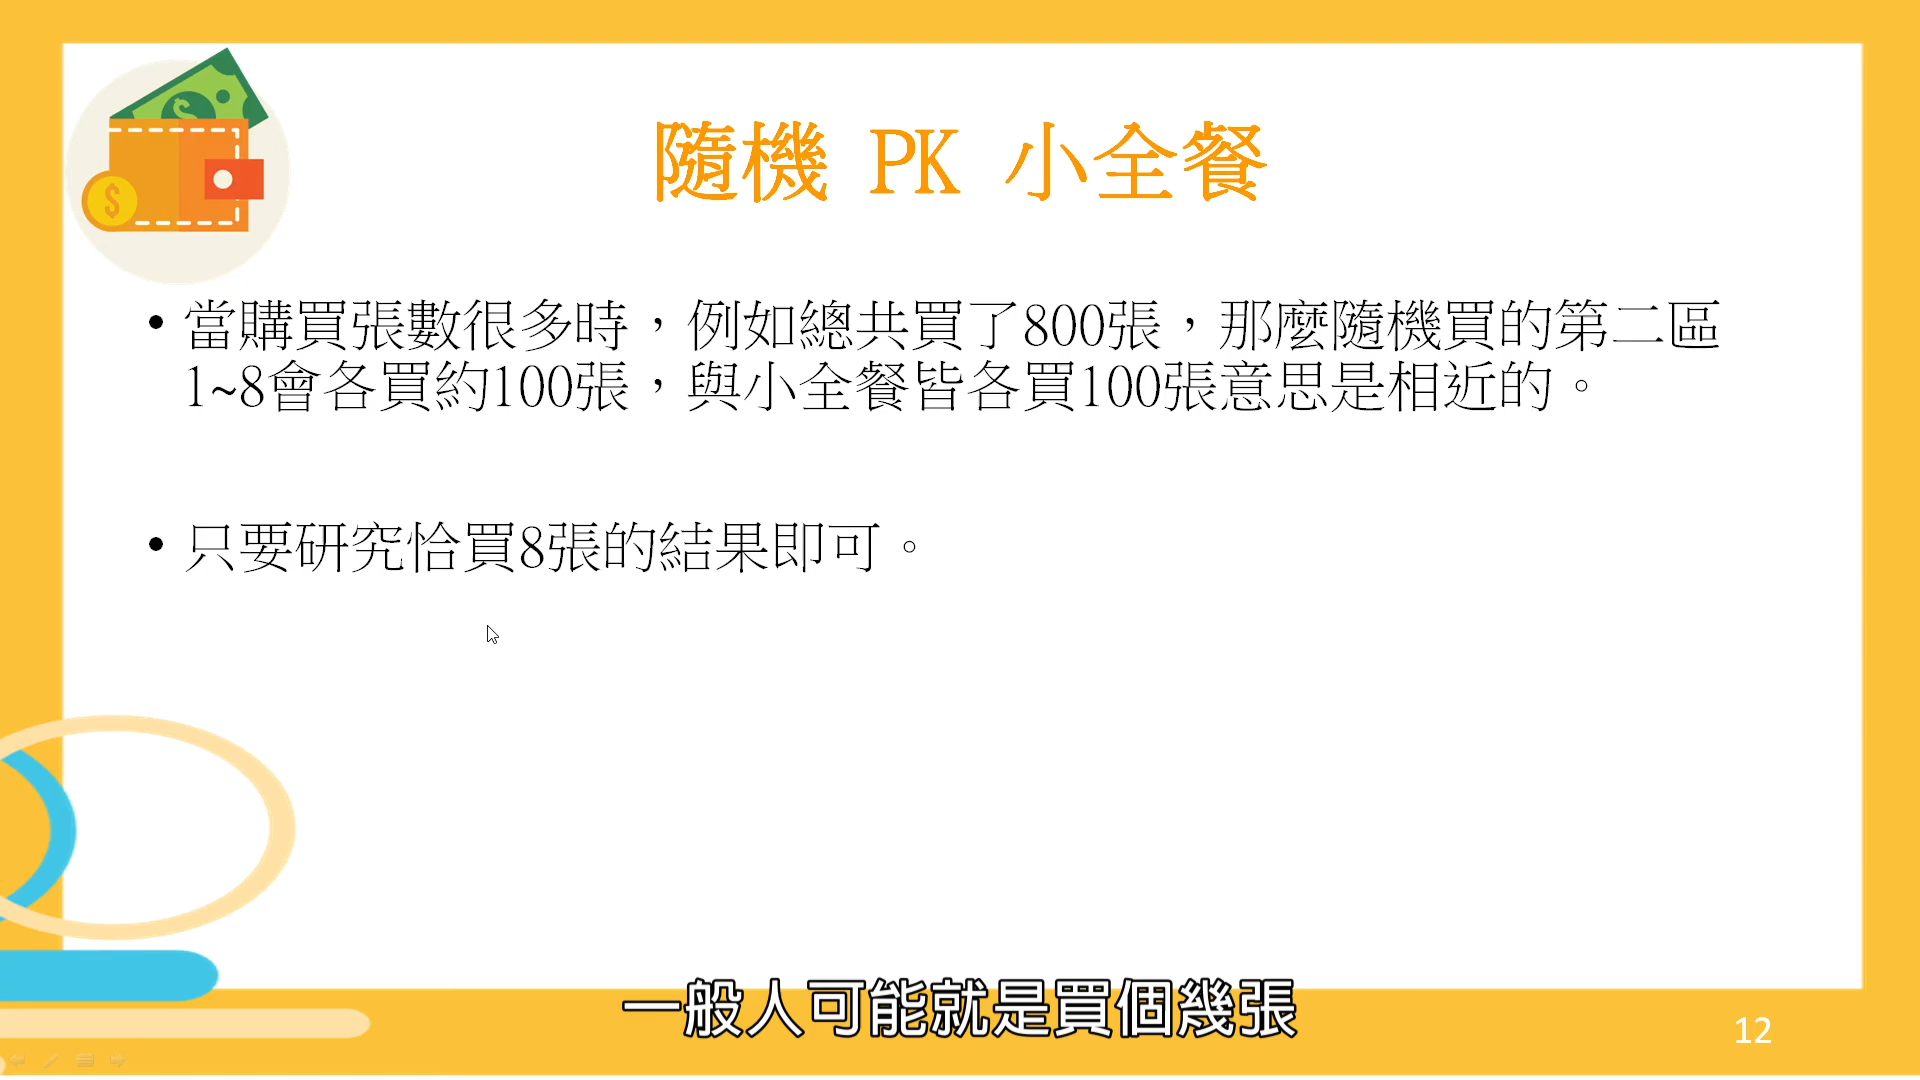 隨機 PK 小全餐
•當購買張數很多時，例如總共買了800張，那麼隨機買的第二區
1~8會各買約100張，與小全餐皆各買100張意思是相近的。
•只要研究恰買8張的結果即可。
一般人可能就是買個幾張
12